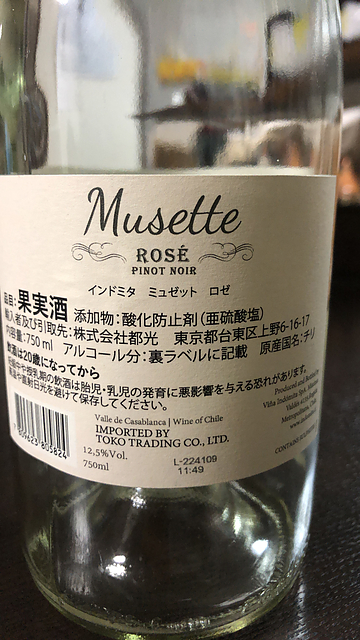 Musette
ROSÉ
PINOT NOIR
インドミタ ミュゼット ロゼ
品目:果実酒 添加物:酸化防止剤(亜硫酸塩)
輸入者及び引取先:株式会社都光 東京都台東区上野6-16-17
内容量:750ml アルコール分:裏ラベルに記載 原産国名:チリ
飲酒は20歳になってから
妊娠中や授乳期の飲酒は胎児・乳児の発育に悪影響を与える恐れがあります。
直射日光を避けて保存してください。
Valle de Casablanca | Wine of Chile
IMPORTED BY
TOKO TRADING CO., LTD.
12,5%Vol.
750ml
L-224109
11:49
Produced and Bottled
Viña Indómita
CONTAINS